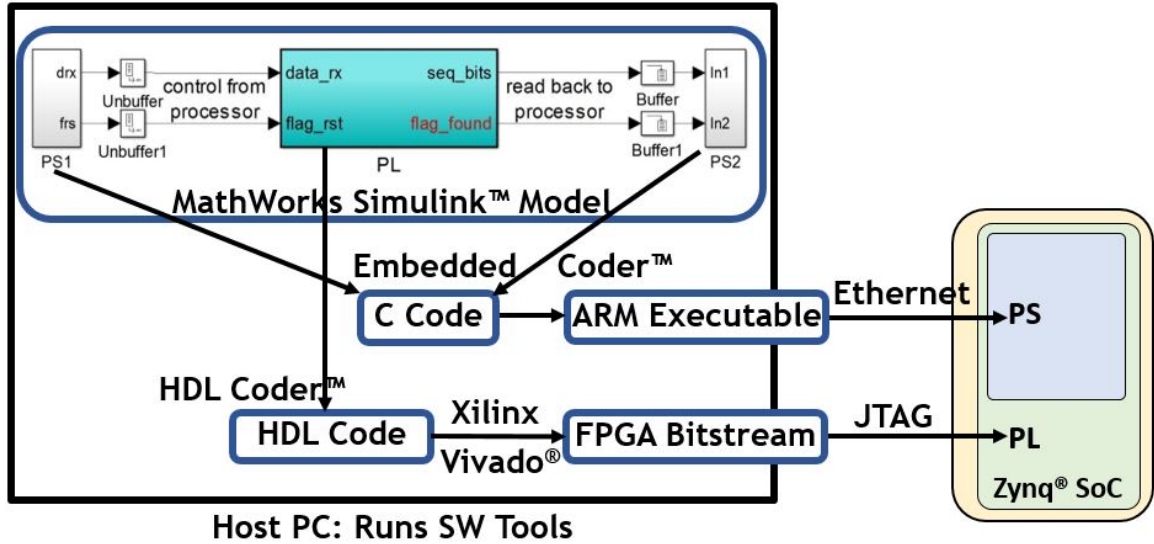 drx
frs
PS1
Unbuffer
Unbuffer1
control from
processor
data_rx
flag_rst
seq_bits
flag_found
PL
read back to
processor
Buffer
Buffer1
In1
In2
PS2
MathWorks Simulink™ Model
Embedded Coder™
C Code
ARM Executable
Ethernet
PS
HDL Coder™
HDL Code
Xilinx
Vivado®
FPGA Bitstream
JTAG
PL
Zynq® SoC
Host PC: Runs SW Tools